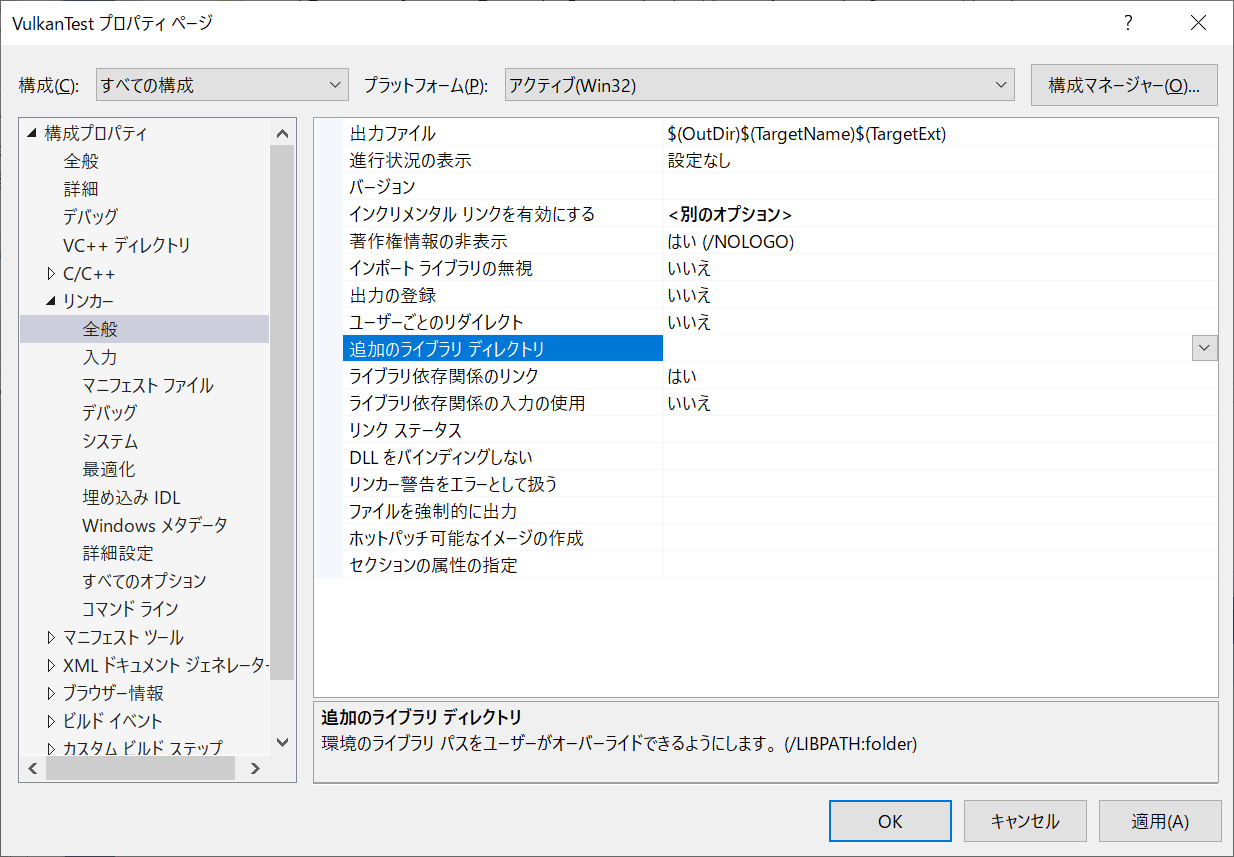 VulkanTest プロパティ ページ
?
構成(C): すべての構成 プラットフォーム(P): アクティブ(Win32) 構成マネージャー(O)...
構成プロパティ
全般
詳細
デバッグ
VC++ ディレクトリ
C/C++
リンカー
全般
入力
マニフェスト ファイル
デバッグ
システム
最適化
埋め込み IDL
Windows メタデータ
詳細設定
すべてのオプション
コマンド ライン
マニフェスト ツール
XML ドキュメント ジェネレーター
ブラウザー情報
ビルド イベント
カスタム ビルド ステップ
出力ファイル $(OutDir)$(TargetName)$(TargetExt)
進行状況の表示 設定なし
バージョン
インクリメンタル リンクを有効にする <別のオプション>
著作権情報の非表示 はい (/NOLOGO)
インポート ライブラリの無視 いいえ
出力の登録 いいえ
ユーザーごとのリダイレクト いいえ
追加のライブラリ ディレクトリ
ライブラリ依存関係のリンク はい
ライブラリ依存関係の入力の使用 いいえ
リンク ステータス
DLL をバインディングしない
リンカー警告をエラーとして扱う
ファイルを強制的に出力
ホットパッチ可能なイメージの作成
セクションの属性の指定
追加のライブラリ ディレクトリ
環境のライブラリ パスをユーザーがオーバーライドできるようにします。(/LIBPATH:folder)
OK キャンセル 適用(A)